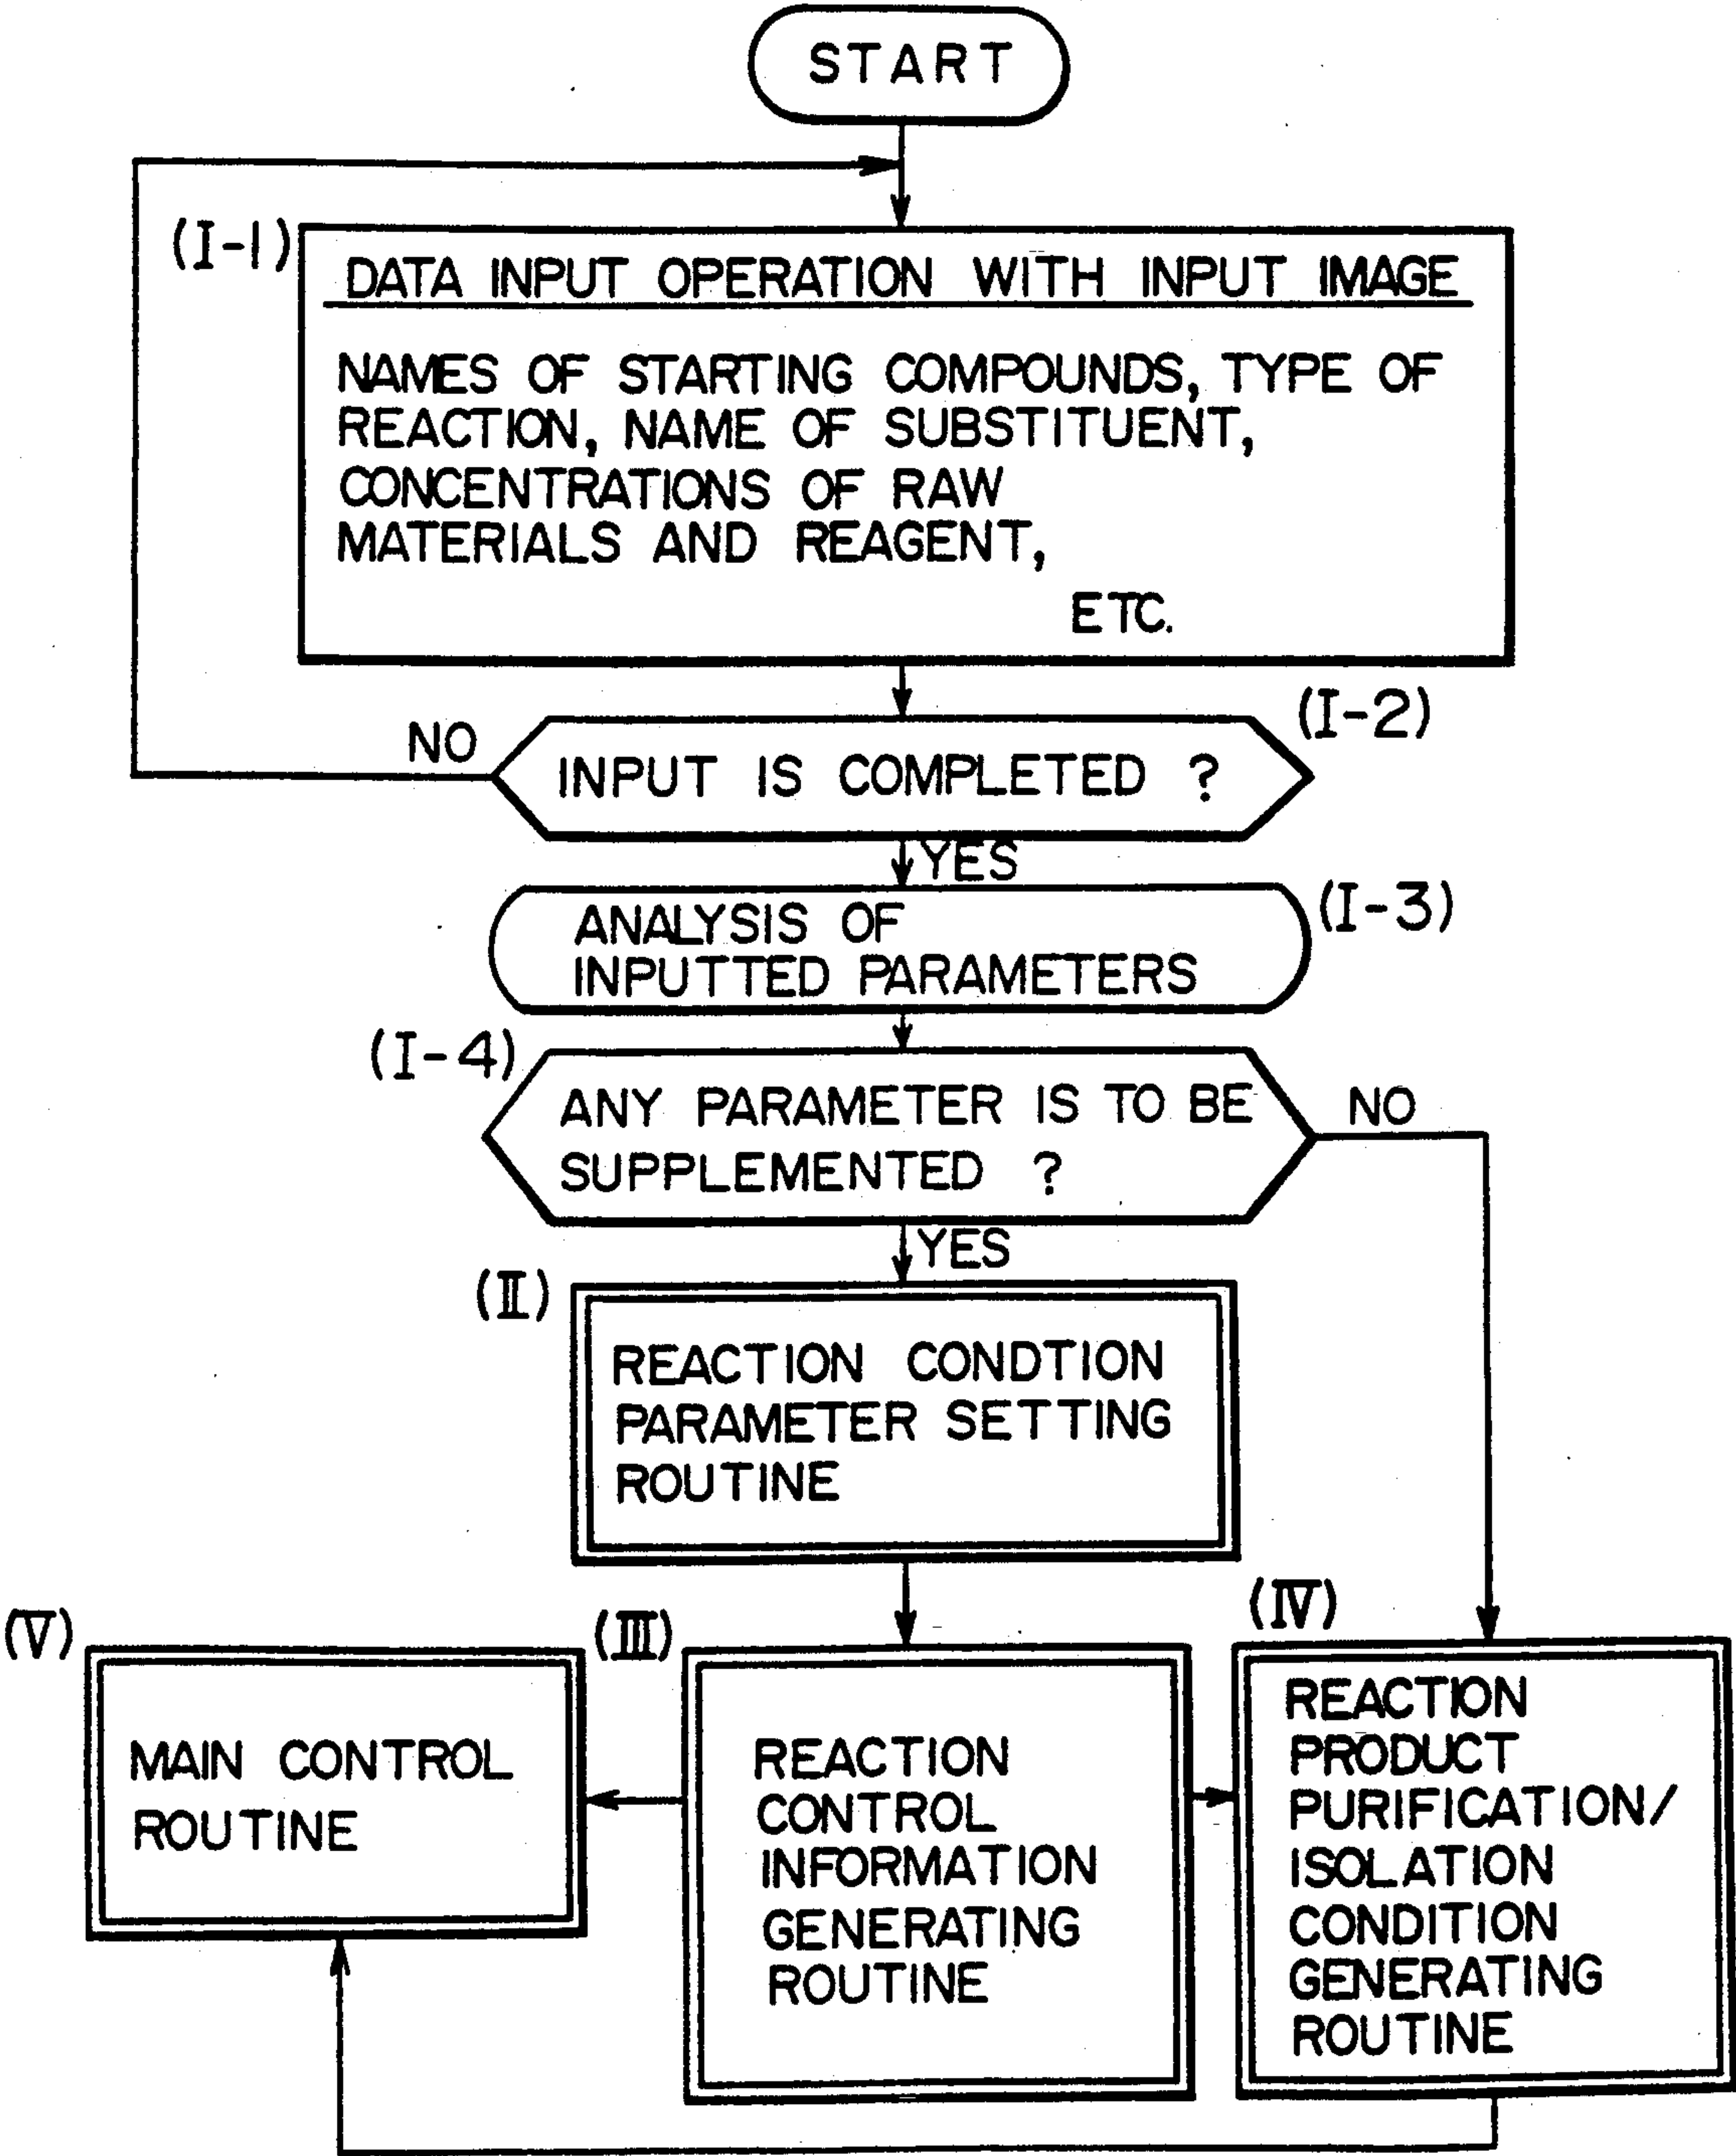 START
(I-1)
DATA INPUT OPERATION WITH INPUT IMAGE
NAMES OF STARTING COMPOUNDS, TYPE OF
REACTION, NAME OF SUBSTITUENT,
CONCENTRATIONS OF RAW
MATERIALS AND REAGENT,
ETC.
(I-2)
NO
INPUT IS COMPLETED ?
YES
(I-3)
ANALYSIS OF
INPUTTED PARAMETERS
(I-4)
ANY PARAMETER IS TO BE
SUPPLEMENTED ?
NO
YES
(II)
REACTION CONDTION
PARAMETER SETTING
ROUTINE
(V)
MAIN CONTROL
ROUTINE
(III)
REACTION
CONTROL
INFORMATION
GENERATING
ROUTINE
(IV)
REACTION
PRODUCT
PURIFICATION/
ISOLATION
CONDITION
GENERATING
ROUTINE